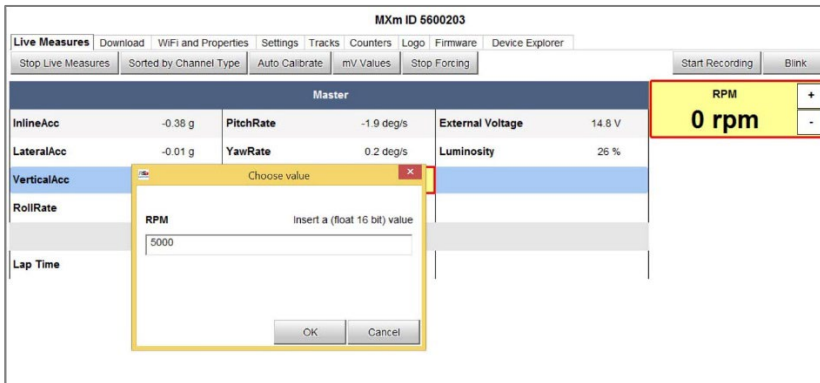 MXm ID 5600203
Live Measures Download WiFi and Properties Settings Tracks Counters Logo Firmware Device Explorer
Stop Live Measures Sorted by Channel Type Auto Calibrate mV Values Stop Forcing Start Recording Blink
Master
InlineAcc -0.38 g PitchRate -1.9 deg/s External Voltage 14.8 V
LateralAcc -0.01 g YawRate 0.2 deg/s Luminosity 26 %
VerticalAcc
RollRate
Lap Time
RPM +
0 rpm -
Choose value x
RPM Insert a (float 16 bit) value
5000
OK Cancel